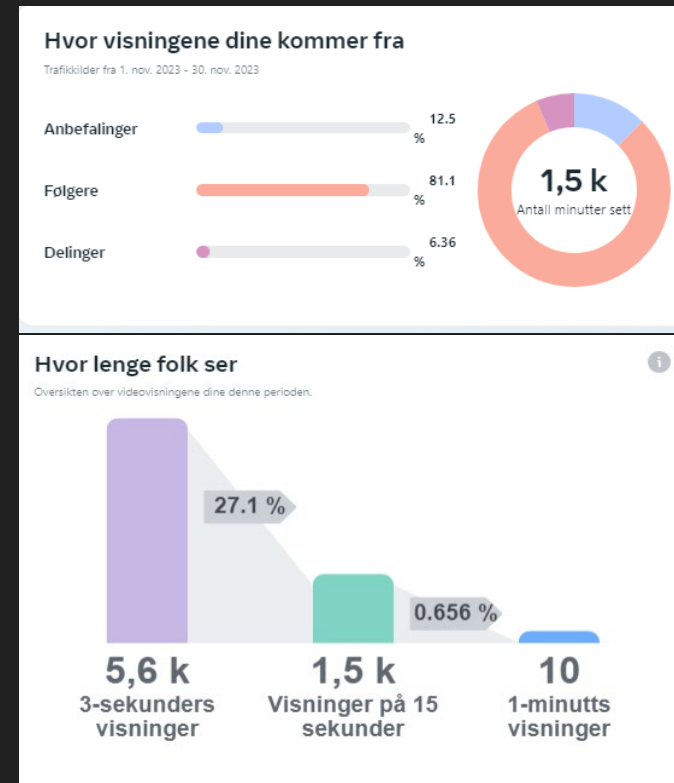 Hvor visningene dine kommer fra
Trafikkilder fra 1. nov. 2023 - 30. nov. 2023
Anbefalinger
12.5
%
Følgere
81.1
%
Delinger
6.36
%
1,5 k
Antall minutter sett
Hvor lenge folk ser
i
Oversikten over videovisningene dine denne perioden.
27.1 %
0.656 %
5,6 k
3-sekunders
visninger
1,5 k
Visninger på 15
sekunder
10
1-minutts
visninger